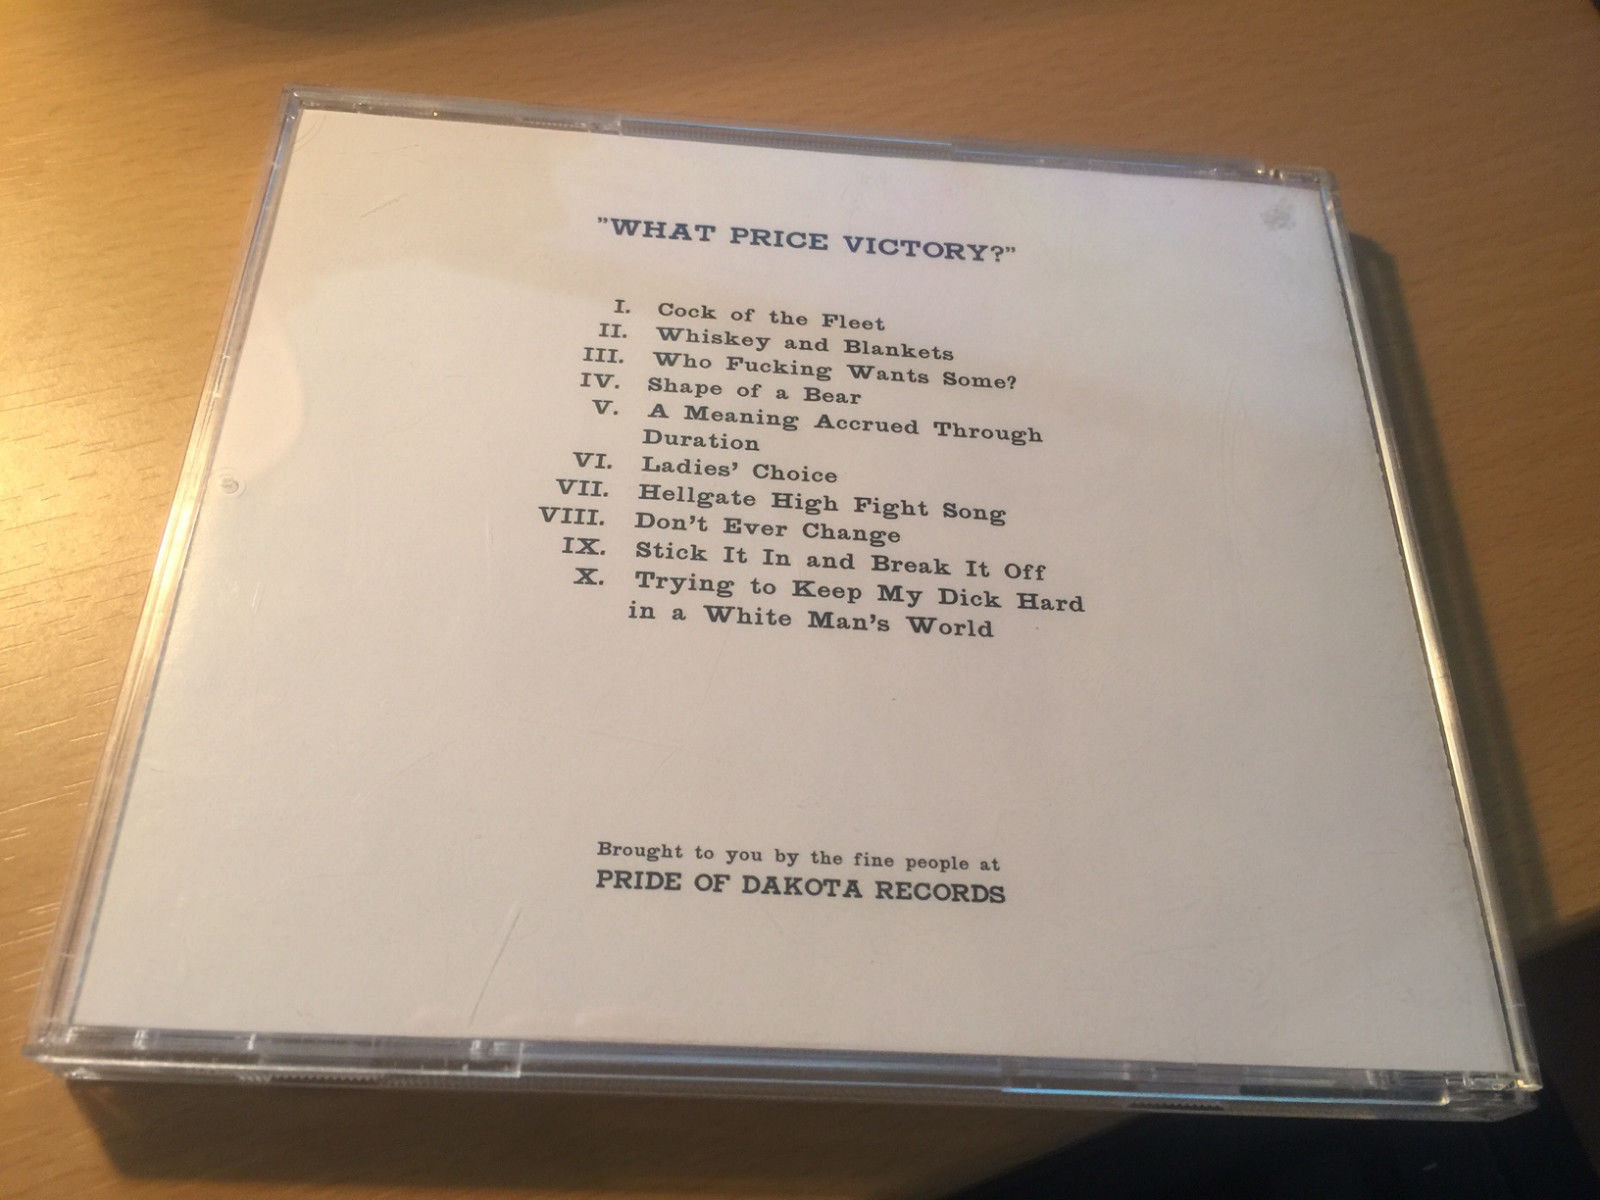 ”WHAT PRICE VICTORY?”
I. Cock of the Fleet
II. Whiskey and Blankets
III. Who Fucking Wants Some?
IV. Shape of a Bear
V. A Meaning Accrued Through
Duration
VI. Ladies’ Choice
VII. Hellgate High Fight Song
VIII. Don’t Ever Change
IX. Stick It In and Break It Off
X. Trying to Keep My Dick Hard
in a White Man’s World
Brought to you by the fine people at
PRIDE OF DAKOTA RECORDS